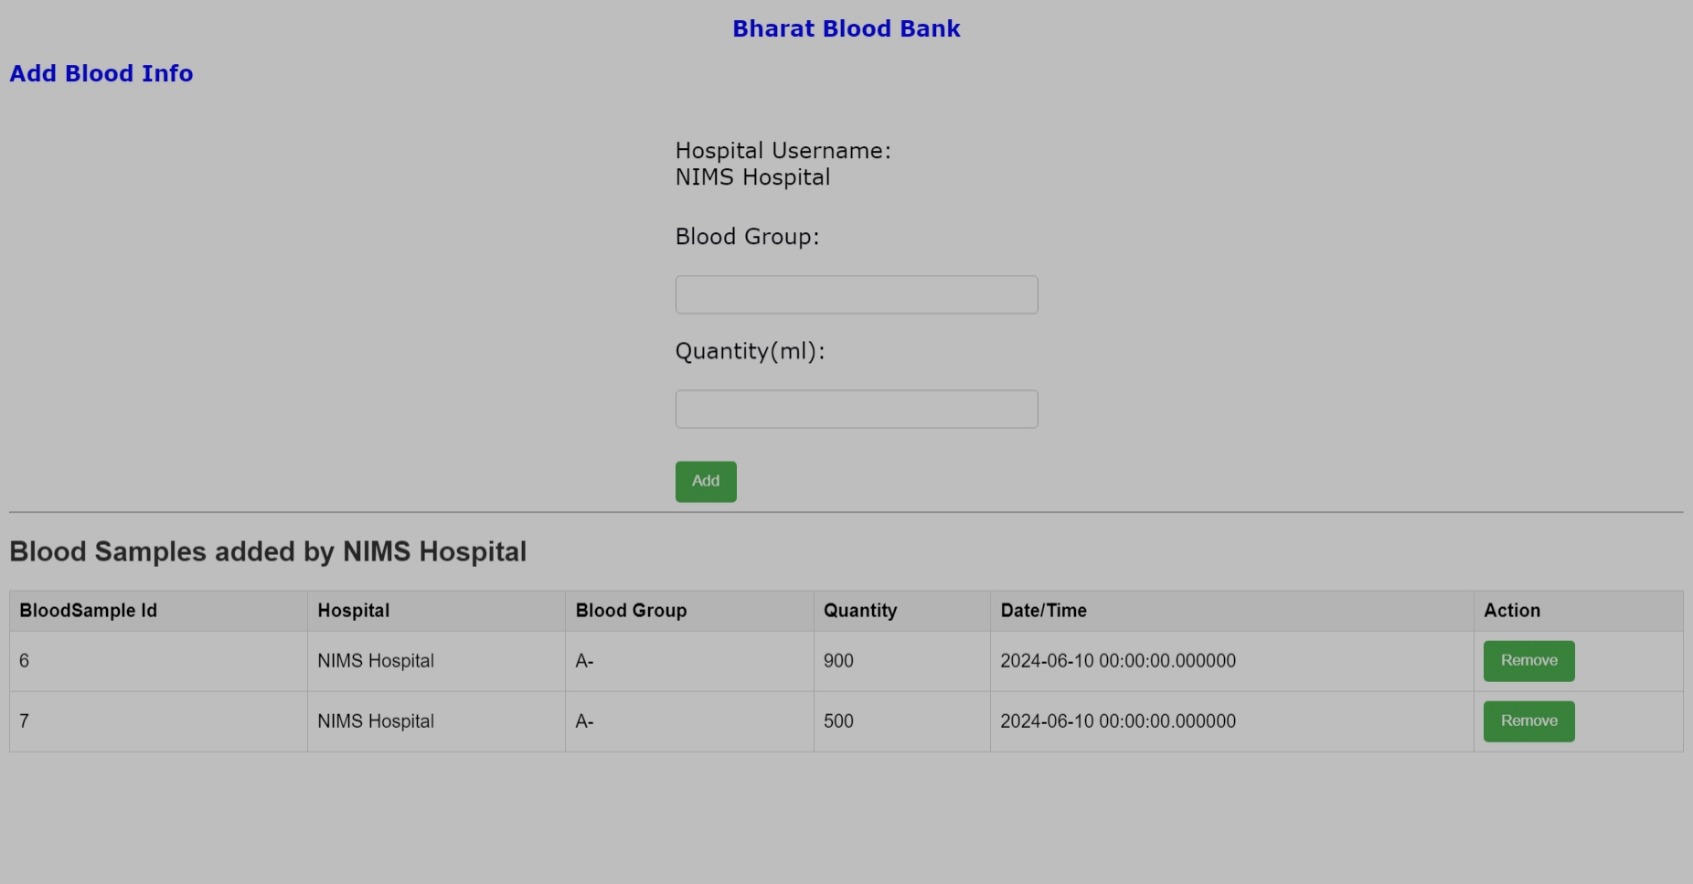 Bharat Blood Bank
Add Blood Info
Hospital Username:
NIMS Hospital
Blood Group:
Quantity(ml):
Add
Blood Samples added by NIMS Hospital
BloodSample Id Hospital Blood Group Quantity Date/Time Action
6 NIMS Hospital A- 900 2024-06-10 00:00:00.000000 Remove
7 NIMS Hospital A- 500 2024-06-10 00:00:00.000000 Remove